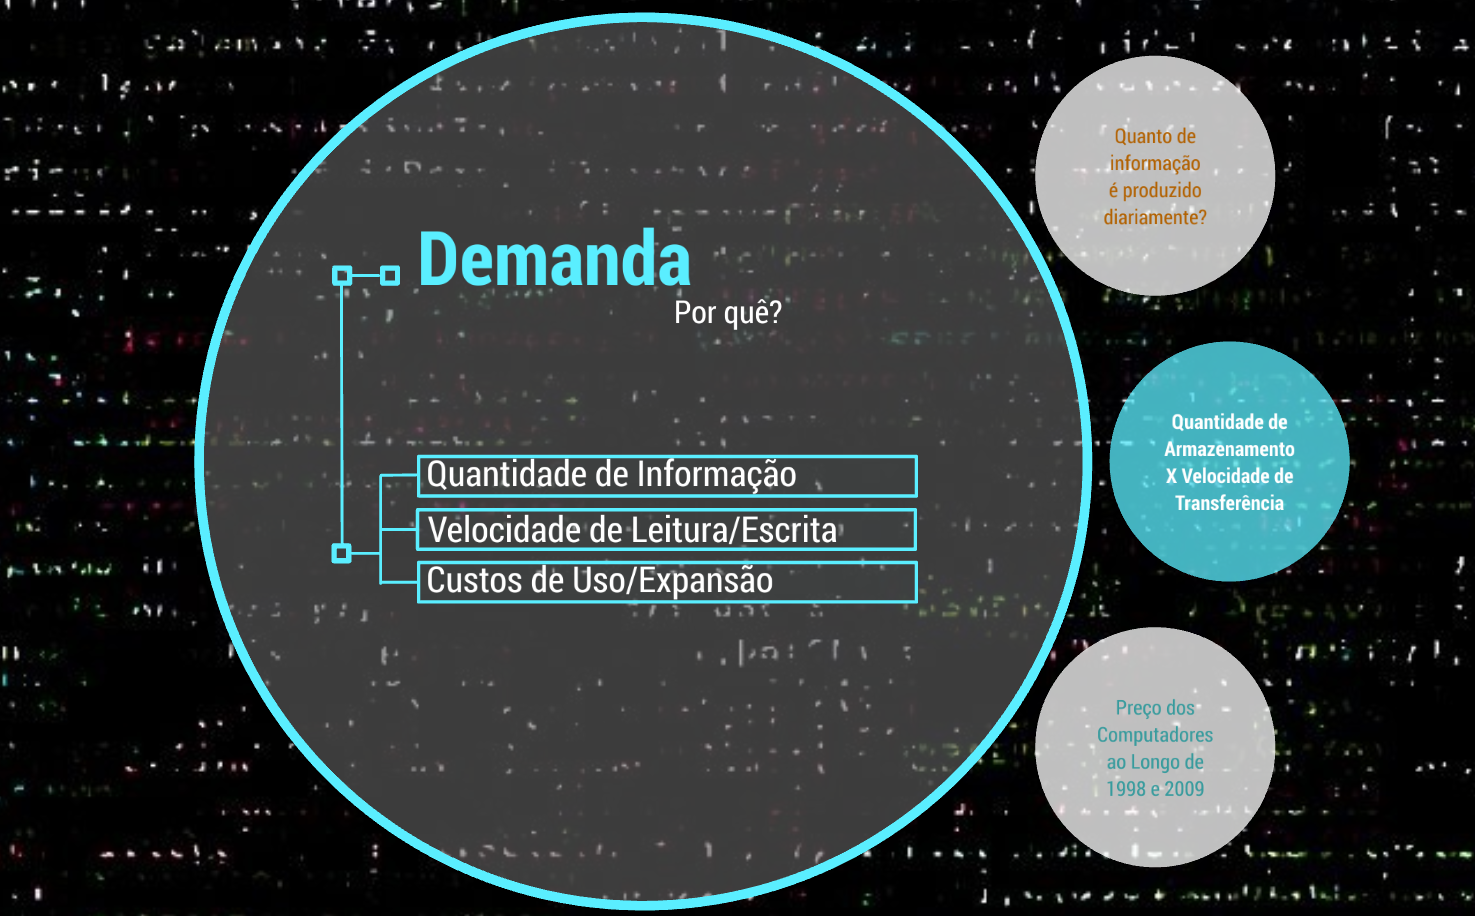 Demanda
Por quê?
Quantidade de Informação
Velocidade de Leitura/Escrita
Custos de Uso/Expansão
Quanto de
informação
é produzido
diariamente?
Quantidade de
Armazenamento
X Velocidade de
Transferência
Preço dos
Computadores
ao Longo de
1998 e 2009